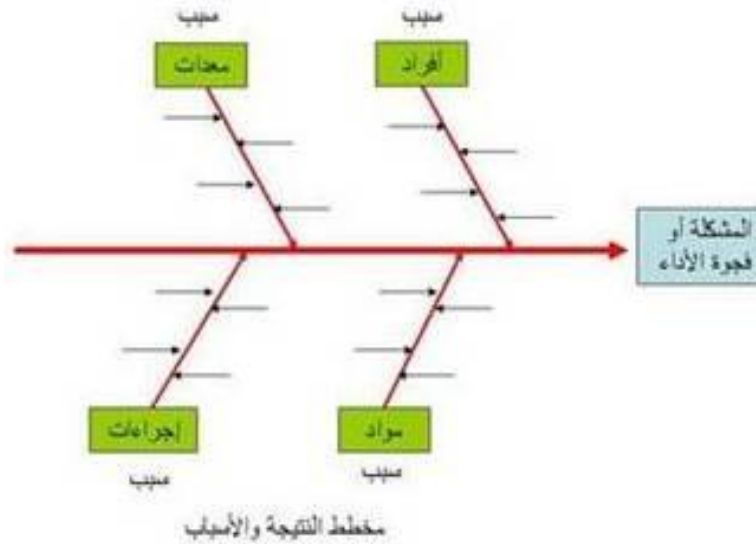 سبب
سبب
أفراد
معدات
المشكلة أو
فجوة الأداء
مواد
إجراءات
سبب
سبب
مخطط النتيجة والأسباب